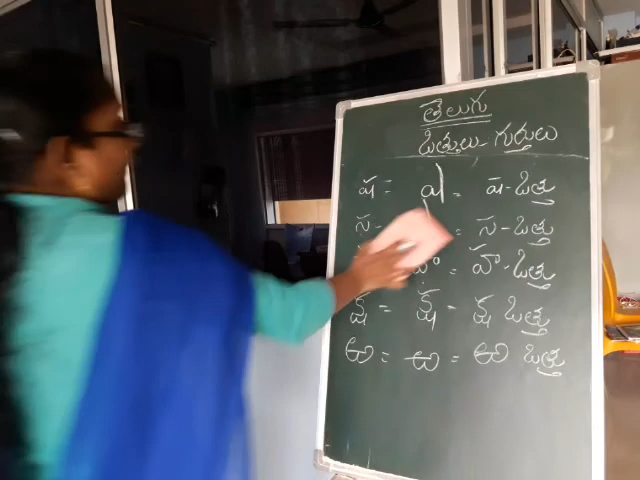 తెలుగు
ఒత్తులు - గుర్తులు
ష = = ష - ఒత్తు
స - = స - ఒత్తు
= హ - ఒత్తు
క్ష = = క్ష ఒత్తు
ఱ = = ఱ ఒత్తు